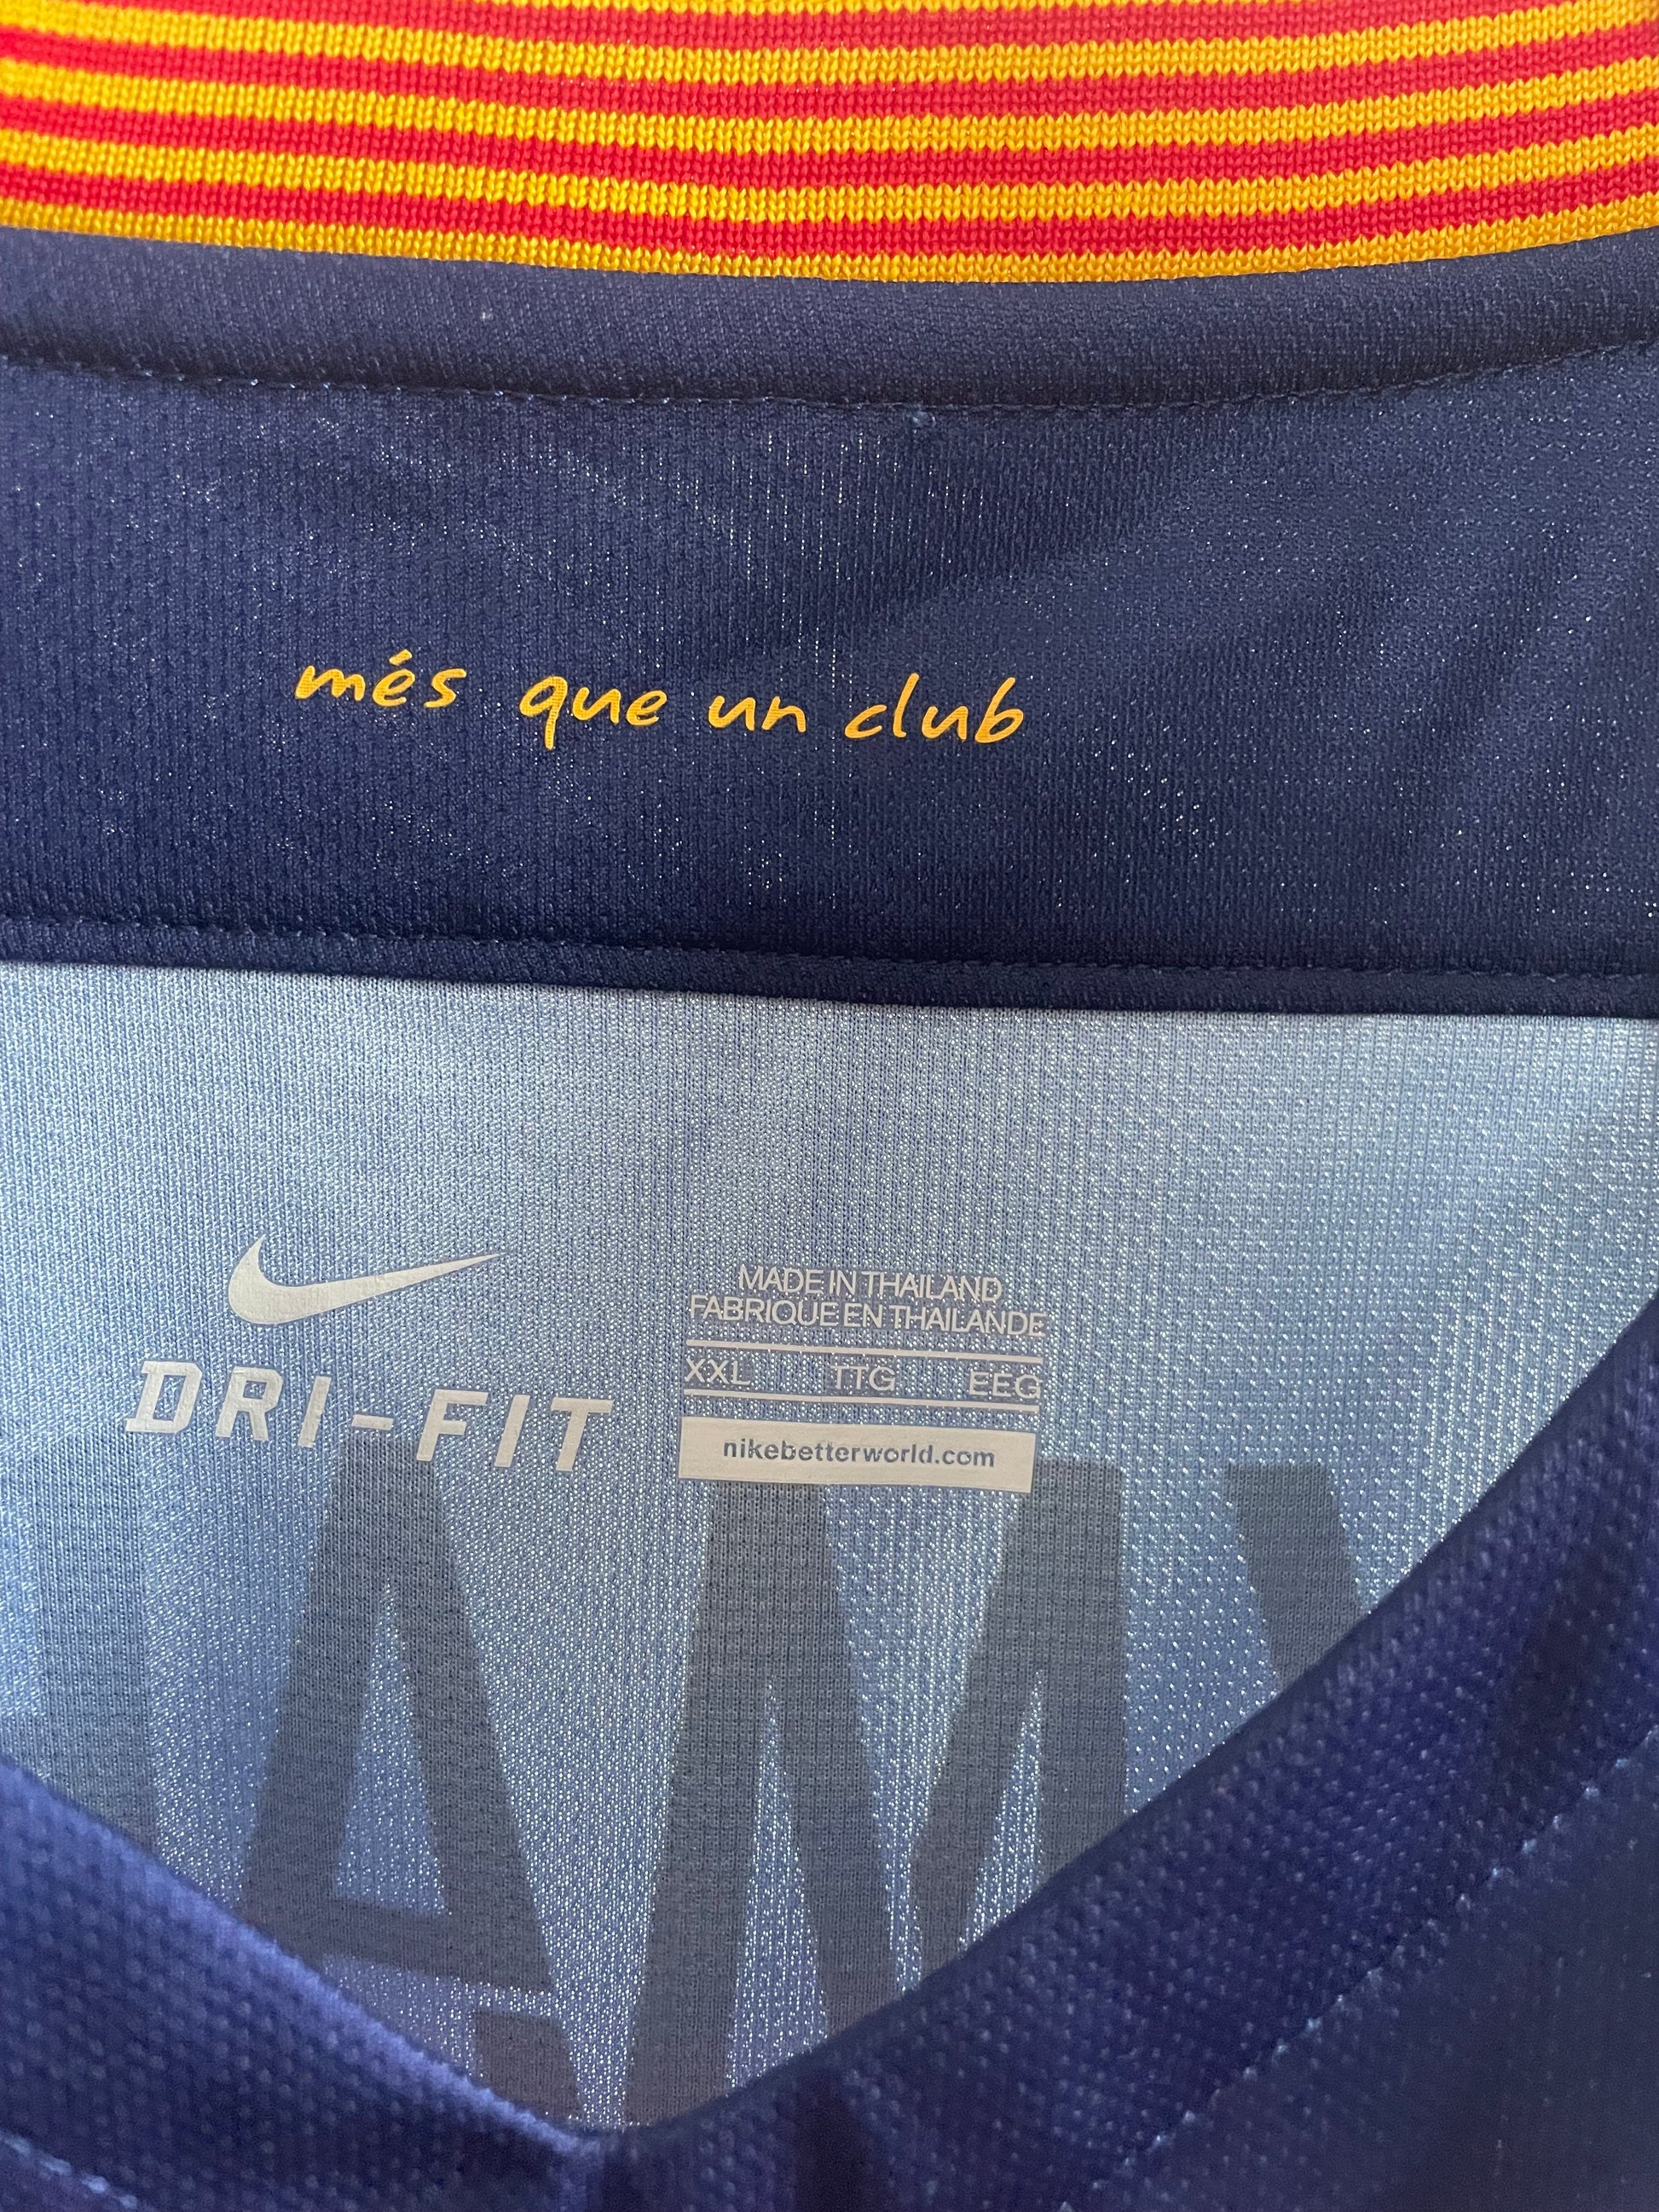 més que un club
DRI-FIT
MADE IN THAILAND
FABRIQUE EN THAILANDE
XXL TTG EEG
nikebetterworld.com